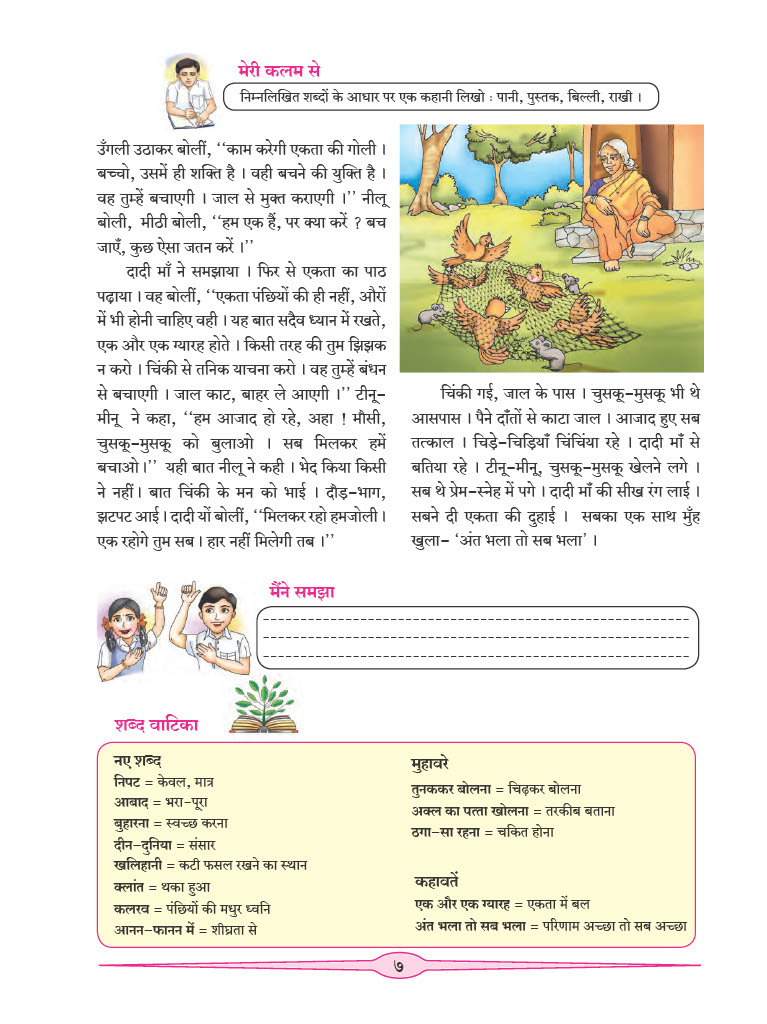 मेरी कलम से
निम्नलिखित शब्दों के आधार पर एक कहानी लिखो : पानी, पुस्तक, बिल्ली, राखी ।
उँगली उठाकर बोलीं, ‘‘काम करेगी एकता की गोली ।
बच्चो, उसमें ही शक्ति है । वही बचने की युक्ति है ।
वह तुम्हें बचाएगी । जाल से मुक्त कराएगी ।’’ नीलू
बोली, मीठी बोली, ‘‘हम एक हैं, पर क्या करें ? बच
जाएँ, कुछ ऐसा जतन करें ।’’
दादी माँ ने समझाया । फिर से एकता का पाठ
पढ़ाया । वह बोलीं, ‘‘एकता पंछियों की ही नहीं, औरों
में भी होनी चाहिए वही । यह बात सदैव ध्यान में रखते,
एक और एक ग्यारह होते । किसी तरह की तुम झिझक
न करो । चिंकी से तनिक याचना करो । वह तुम्हें बंधन
से बचाएगी । जाल काट, बाहर ले आएगी ।’’ टीनू-
मीनू ने कहा, ‘‘हम आजाद हो रहे, अहा ! मौसी,
चुसकू-मुसकू को बुलाओ । सब मिलकर हमें
बचाओ ।’’ यही बात नीलू ने कही । भेद किया किसी
ने नहीं । बात चिंकी के मन को भाई । दौड़-भाग,
झटपट आई । दादी यों बोलीं, ‘‘मिलकर रहो हमजोली ।
एक रहोगे तुम सब । हार नहीं मिलेगी तब ।’’
चिंकी गई, जाल के पास । चुसकू-मुसकू भी थे
आसपास । पैने दाँतों से काटा जाल । आजाद हुए सब
तत्काल । चिड़े-चिड़ियाँ चिंचिंया रहे । दादी माँ से
बतिया रहे । टीनू-मीनू, चुसकू-मुसकू खेलने लगे ।
सब थे प्रेम-स्नेह में पगे । दादी माँ की सीख रंग लाई ।
सबने दी एकता की दुहाई । सबका एक साथ मुँह
खुला- ‘अंत भला तो सब भला’ ।
मैंने समझा
शब्द वाटिका
नए शब्द
निपट = केवल, मात्र
आबाद = भरा-पूरा
बुहारना = स्वच्छ करना
दीन-दुनिया = संसार
खलिहानी = कटी फसल रखने का स्थान
क्लांत = थका हुआ
कलरव = पंछियों की मधुर ध्वनि
आनन-फानन में = शीघ्रता से
मुहावरे
तुनककर बोलना = चिढ़कर बोलना
अक्ल का पत्ता खोलना = तरकीब बताना
ठगा-सा रहना = चकित होना
कहावतें
एक और एक ग्यारह = एकता में बल
अंत भला तो सब भला = परिणाम अच्छा तो सब अच्छा
७